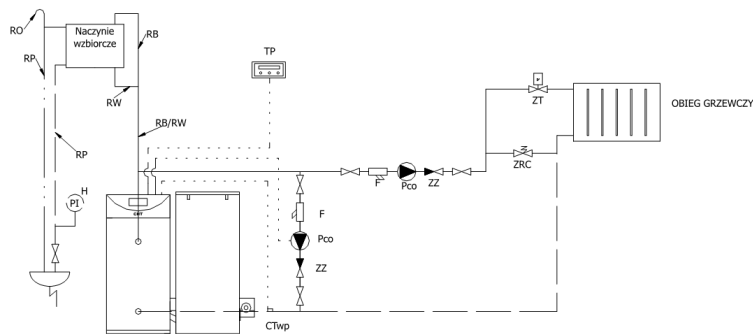 RO
Naczynie
wzbiorcze
RB
RP
TP
RW
ZT
OBIEG GRZEWCZY
RB/RW
RP
ZRC
F
Pco
ZZ
H
PI
F
Pco
ZZ
CTwp